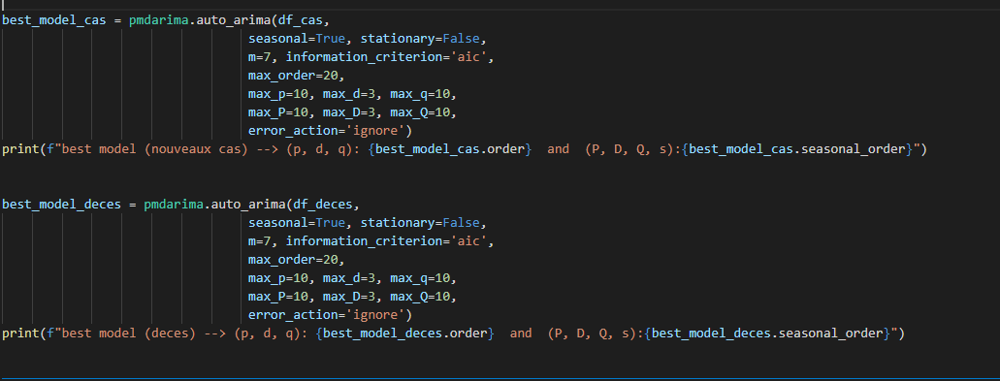 best_model_cas = pmdarima.auto_arima(df_cas,
seasonal=True, stationary=False,
m=7, information_criterion='aic',
max_order=20,
max_p=10, max_d=3, max_q=10,
max_P=10, max_D=3, max_Q=10,
error_action='ignore')
print(f"best model (nouveaux cas) --> (p, d, q): {best_model_cas.order}  and  (P, D, Q, s):{best_model_cas.seasonal_order}")
best_model_deces = pmdarima.auto_arima(df_deces,
seasonal=True, stationary=False,
m=7, information_criterion='aic',
max_order=20,
max_p=10, max_d=3, max_q=10,
max_P=10, max_D=3, max_Q=10,
error_action='ignore')
print(f"best model (deces) --> (p, d, q): {best_model_deces.order}  and  (P, D, Q, s):{best_model_deces.seasonal_order}")